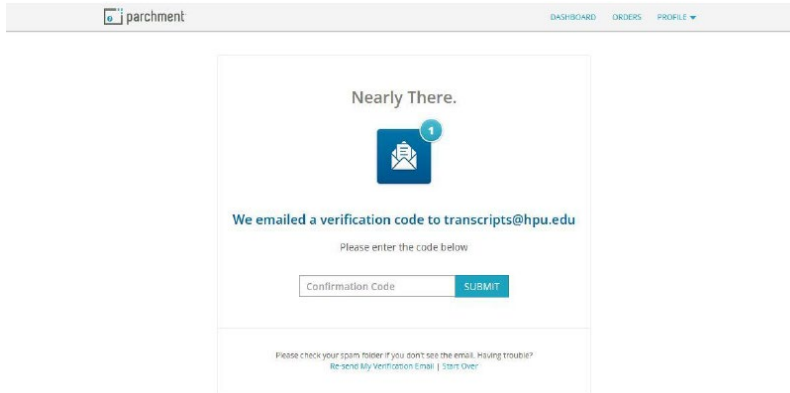 parchment
DASHBOARD ORDERS PROFILE
Nearly There.
1
We emailed a verification code to transcripts@hpu.edu
Please enter the code below
Confirmation Code SUBMIT
Please check your spam folder if you don't see the email. Having trouble?
Re-send My Verification Email | Start Over